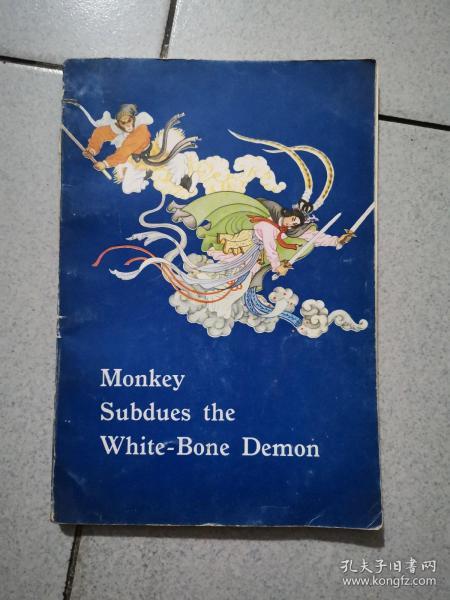 Monkey
Subdues the
White-Bone Demon
孔夫子旧书网
www.kongfz.com